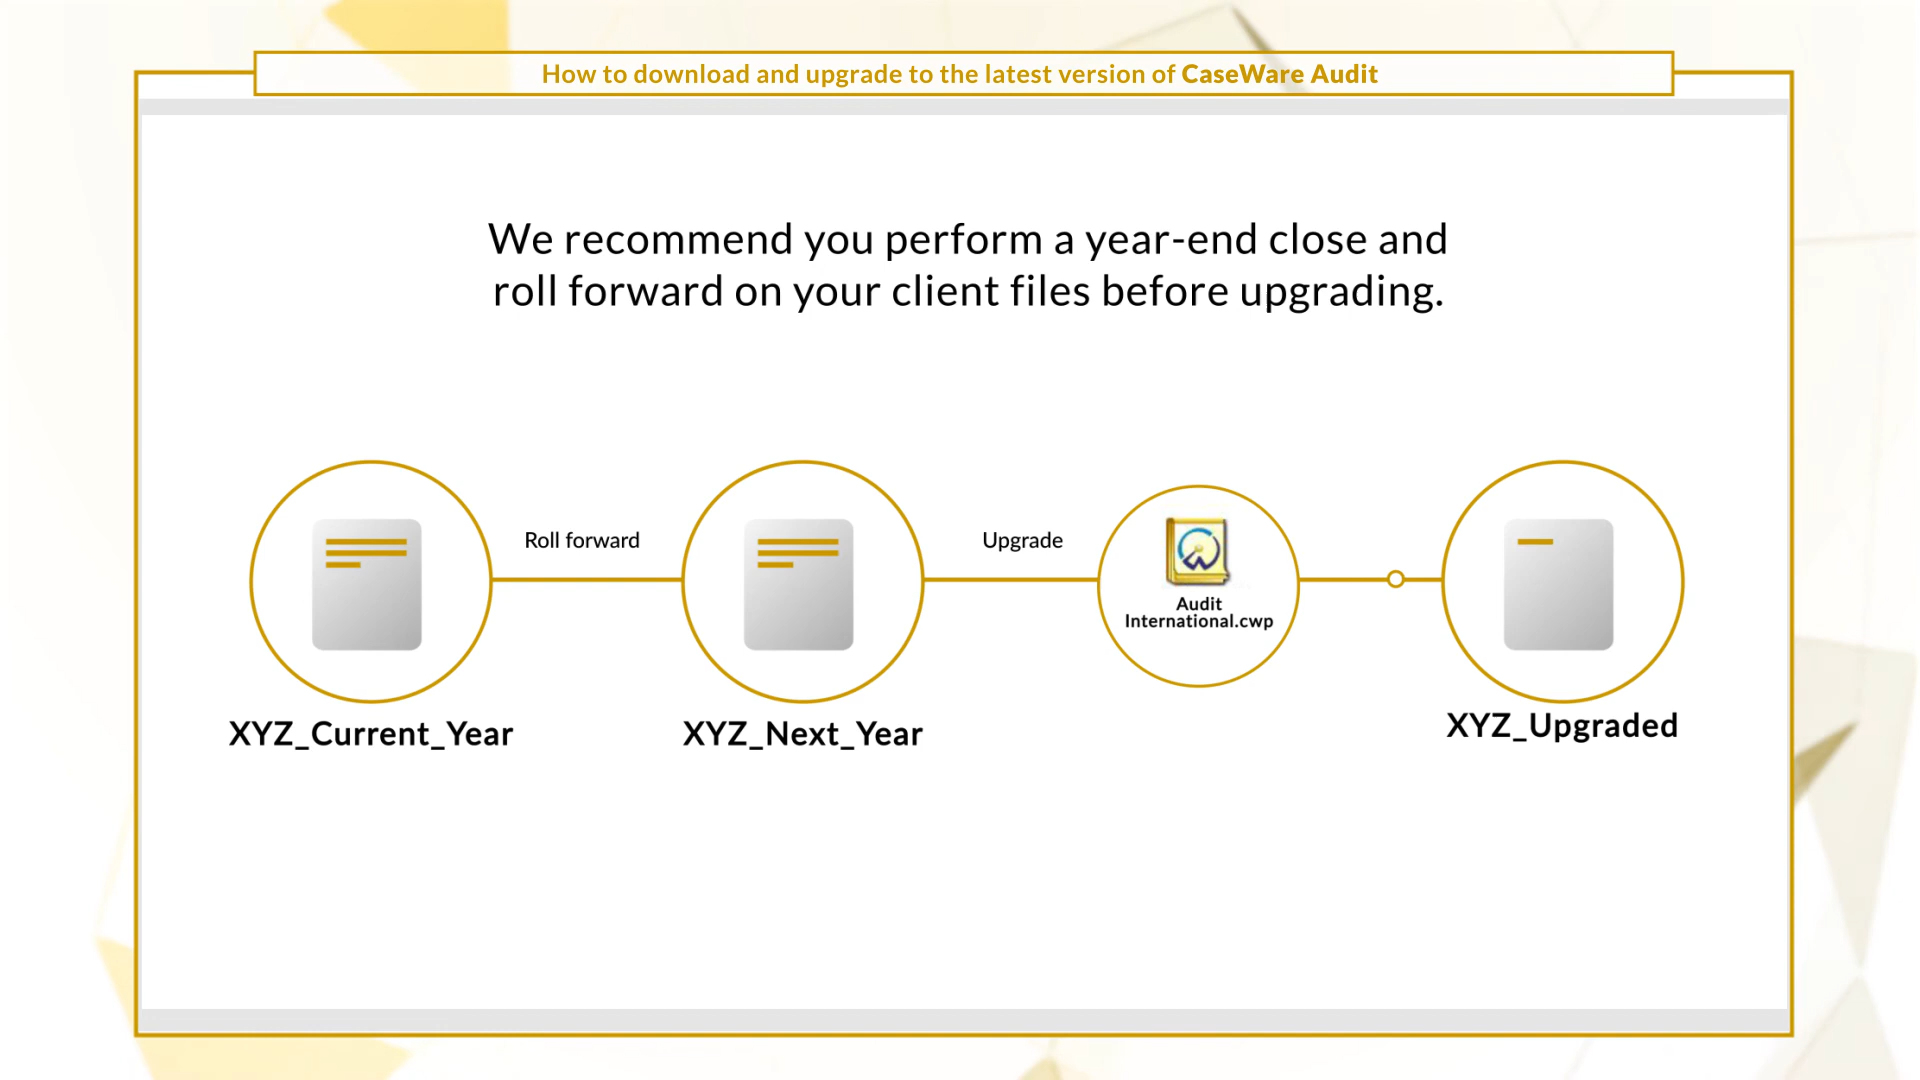 How to download and upgrade to the latest version of CaseWare Audit
We recommend you perform a year-end close and
roll forward on your client files before upgrading.
Roll forward
Upgrade
Audit
International.cwp
XYZ_Current_Year
XYZ_Next_Year
XYZ_Upgraded